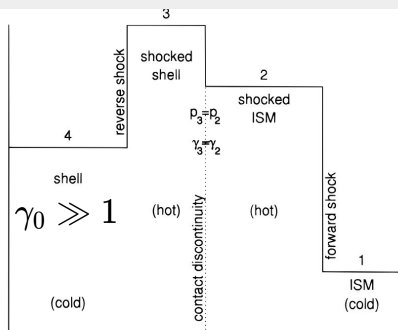 3
reverse shock
shocked
shell
2
shocked
ISM
p₃=p₂
γ₃=γ₂
4
shell
γ₀ ≫ 1
(hot)
(hot)
contact discontinuity
forward shock
1
ISM
(cold)
(cold)